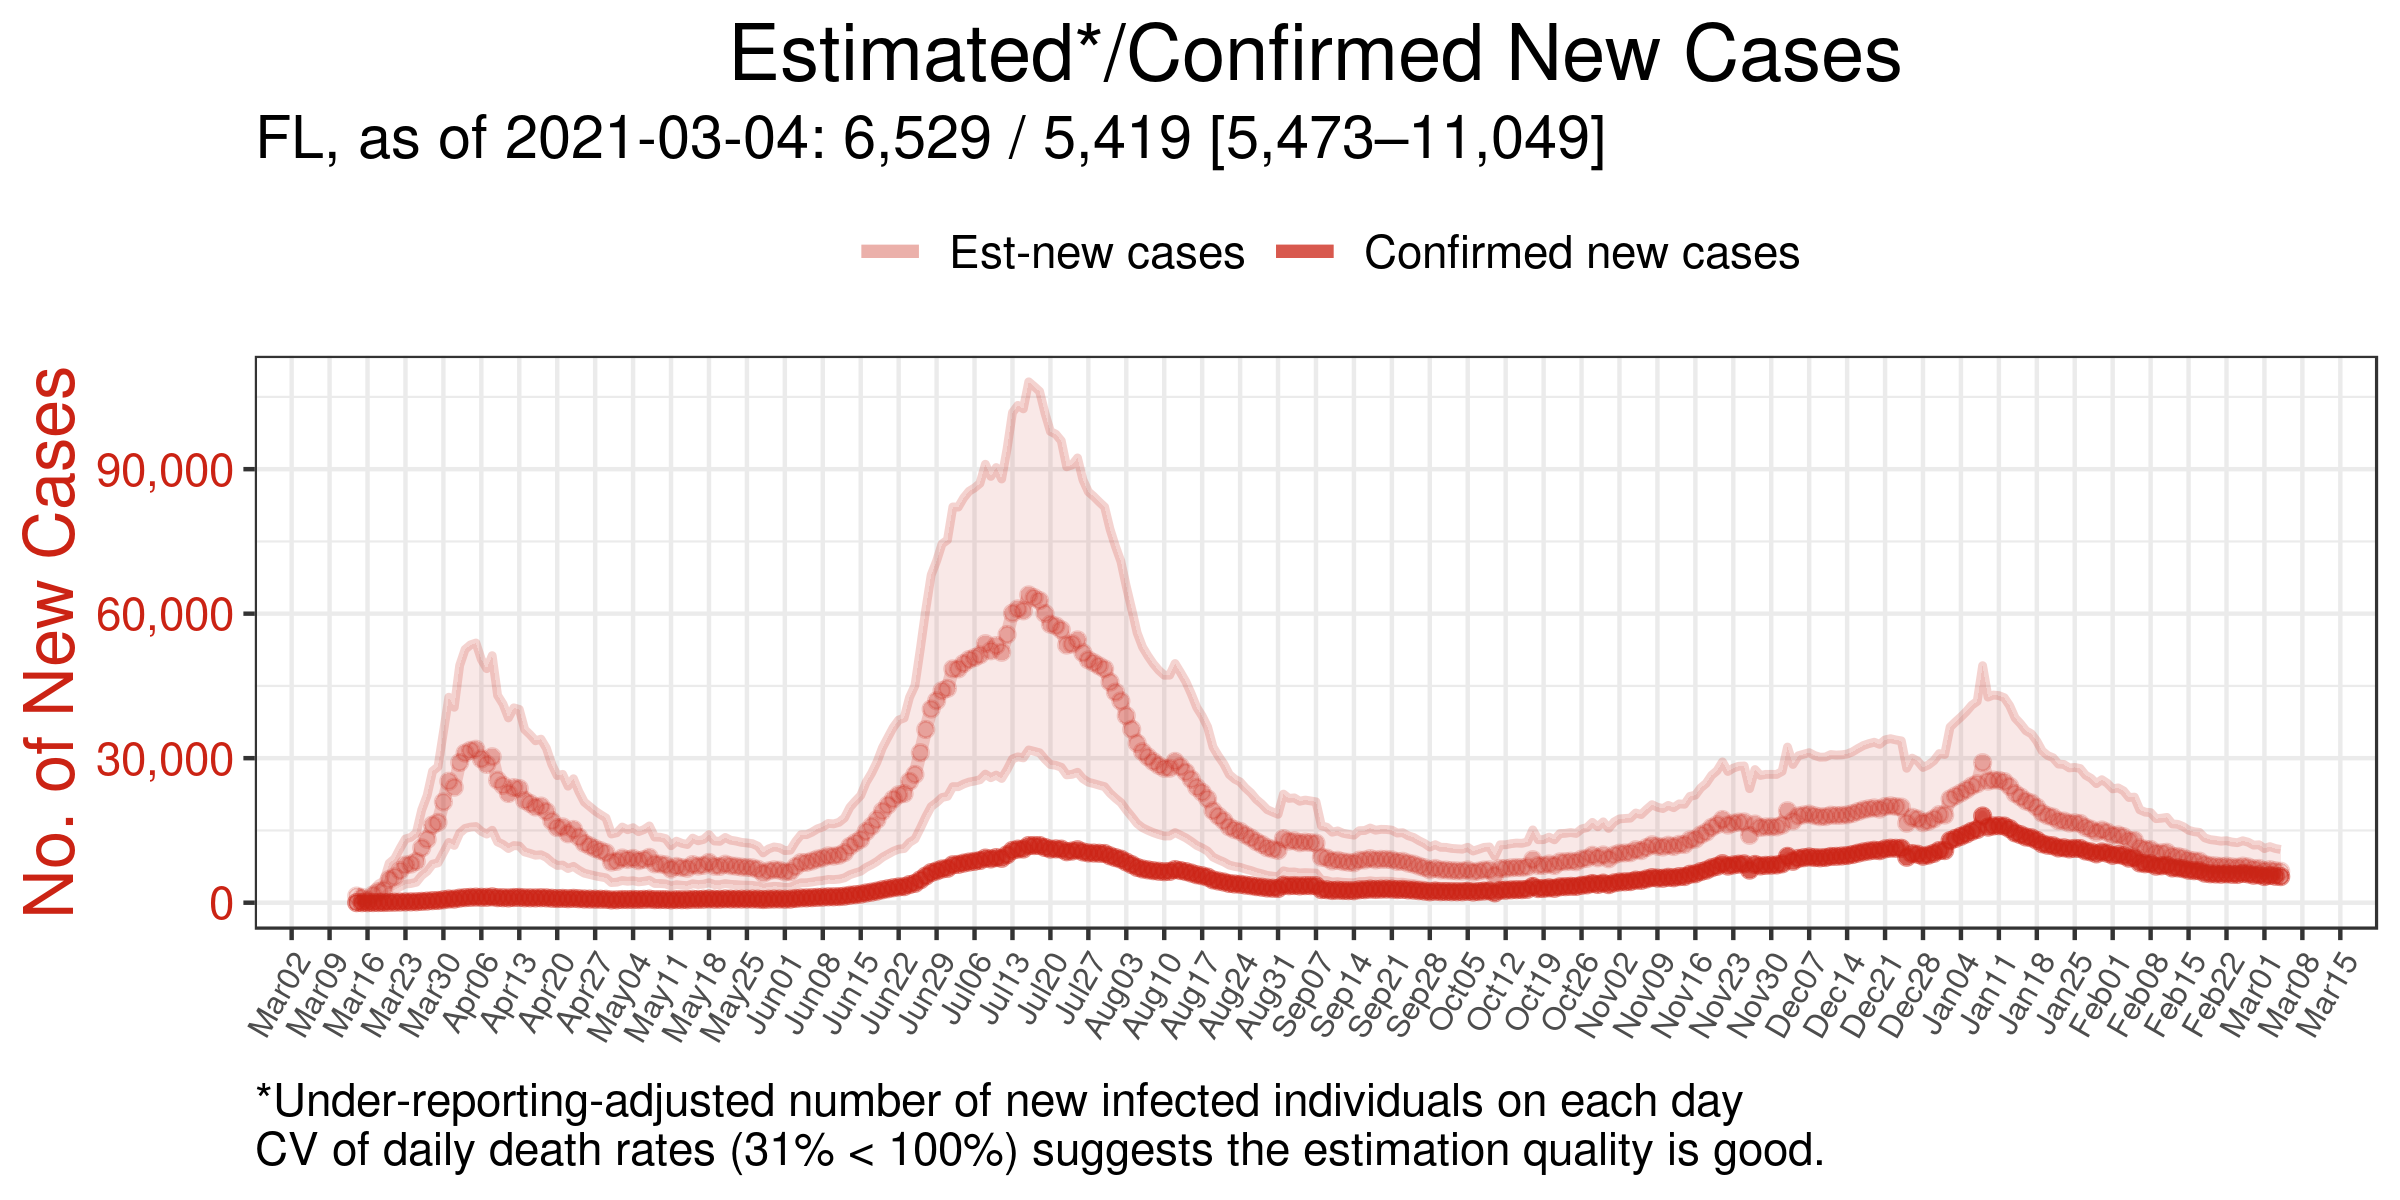 Estimated*/Confirmed New Cases
FL, as of 2021-03-04: 6,529 / 5,419 [5,473–11,049]
Est-new cases Confirmed new cases
No. of New Cases
90,000
60,000
30,000
0
Mar02 Mar09 Mar16 Mar23 Mar30 Apr06 Apr13 Apr20 Apr27 May04 May11 May18 May25 Jun01 Jun08 Jun15 Jun22 Jun29 Jul06 Jul13 Jul20 Jul27 Aug03 Aug10 Aug17 Aug24 Aug31 Sep07 Sep14 Sep21 Sep28 Oct05 Oct12 Oct19 Oct26 Nov02 Nov09 Nov16 Nov23 Nov30 Dec07 Dec14 Dec21 Dec28 Jan04 Jan11 Jan18 Jan25 Feb01 Feb08 Feb15 Feb22 Mar01 Mar08 Mar15
*Under-reporting-adjusted number of new infected individuals on each day
CV of daily death rates (31% < 100%) suggests the estimation quality is good.